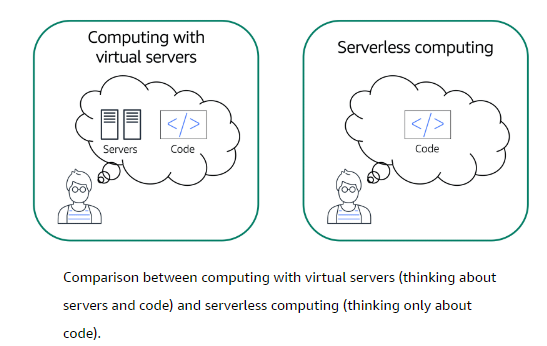 Computing with
virtual servers
Servers
Code
Serverless computing
Code
Comparison between computing with virtual servers (thinking about
servers and code) and serverless computing (thinking only about
code).